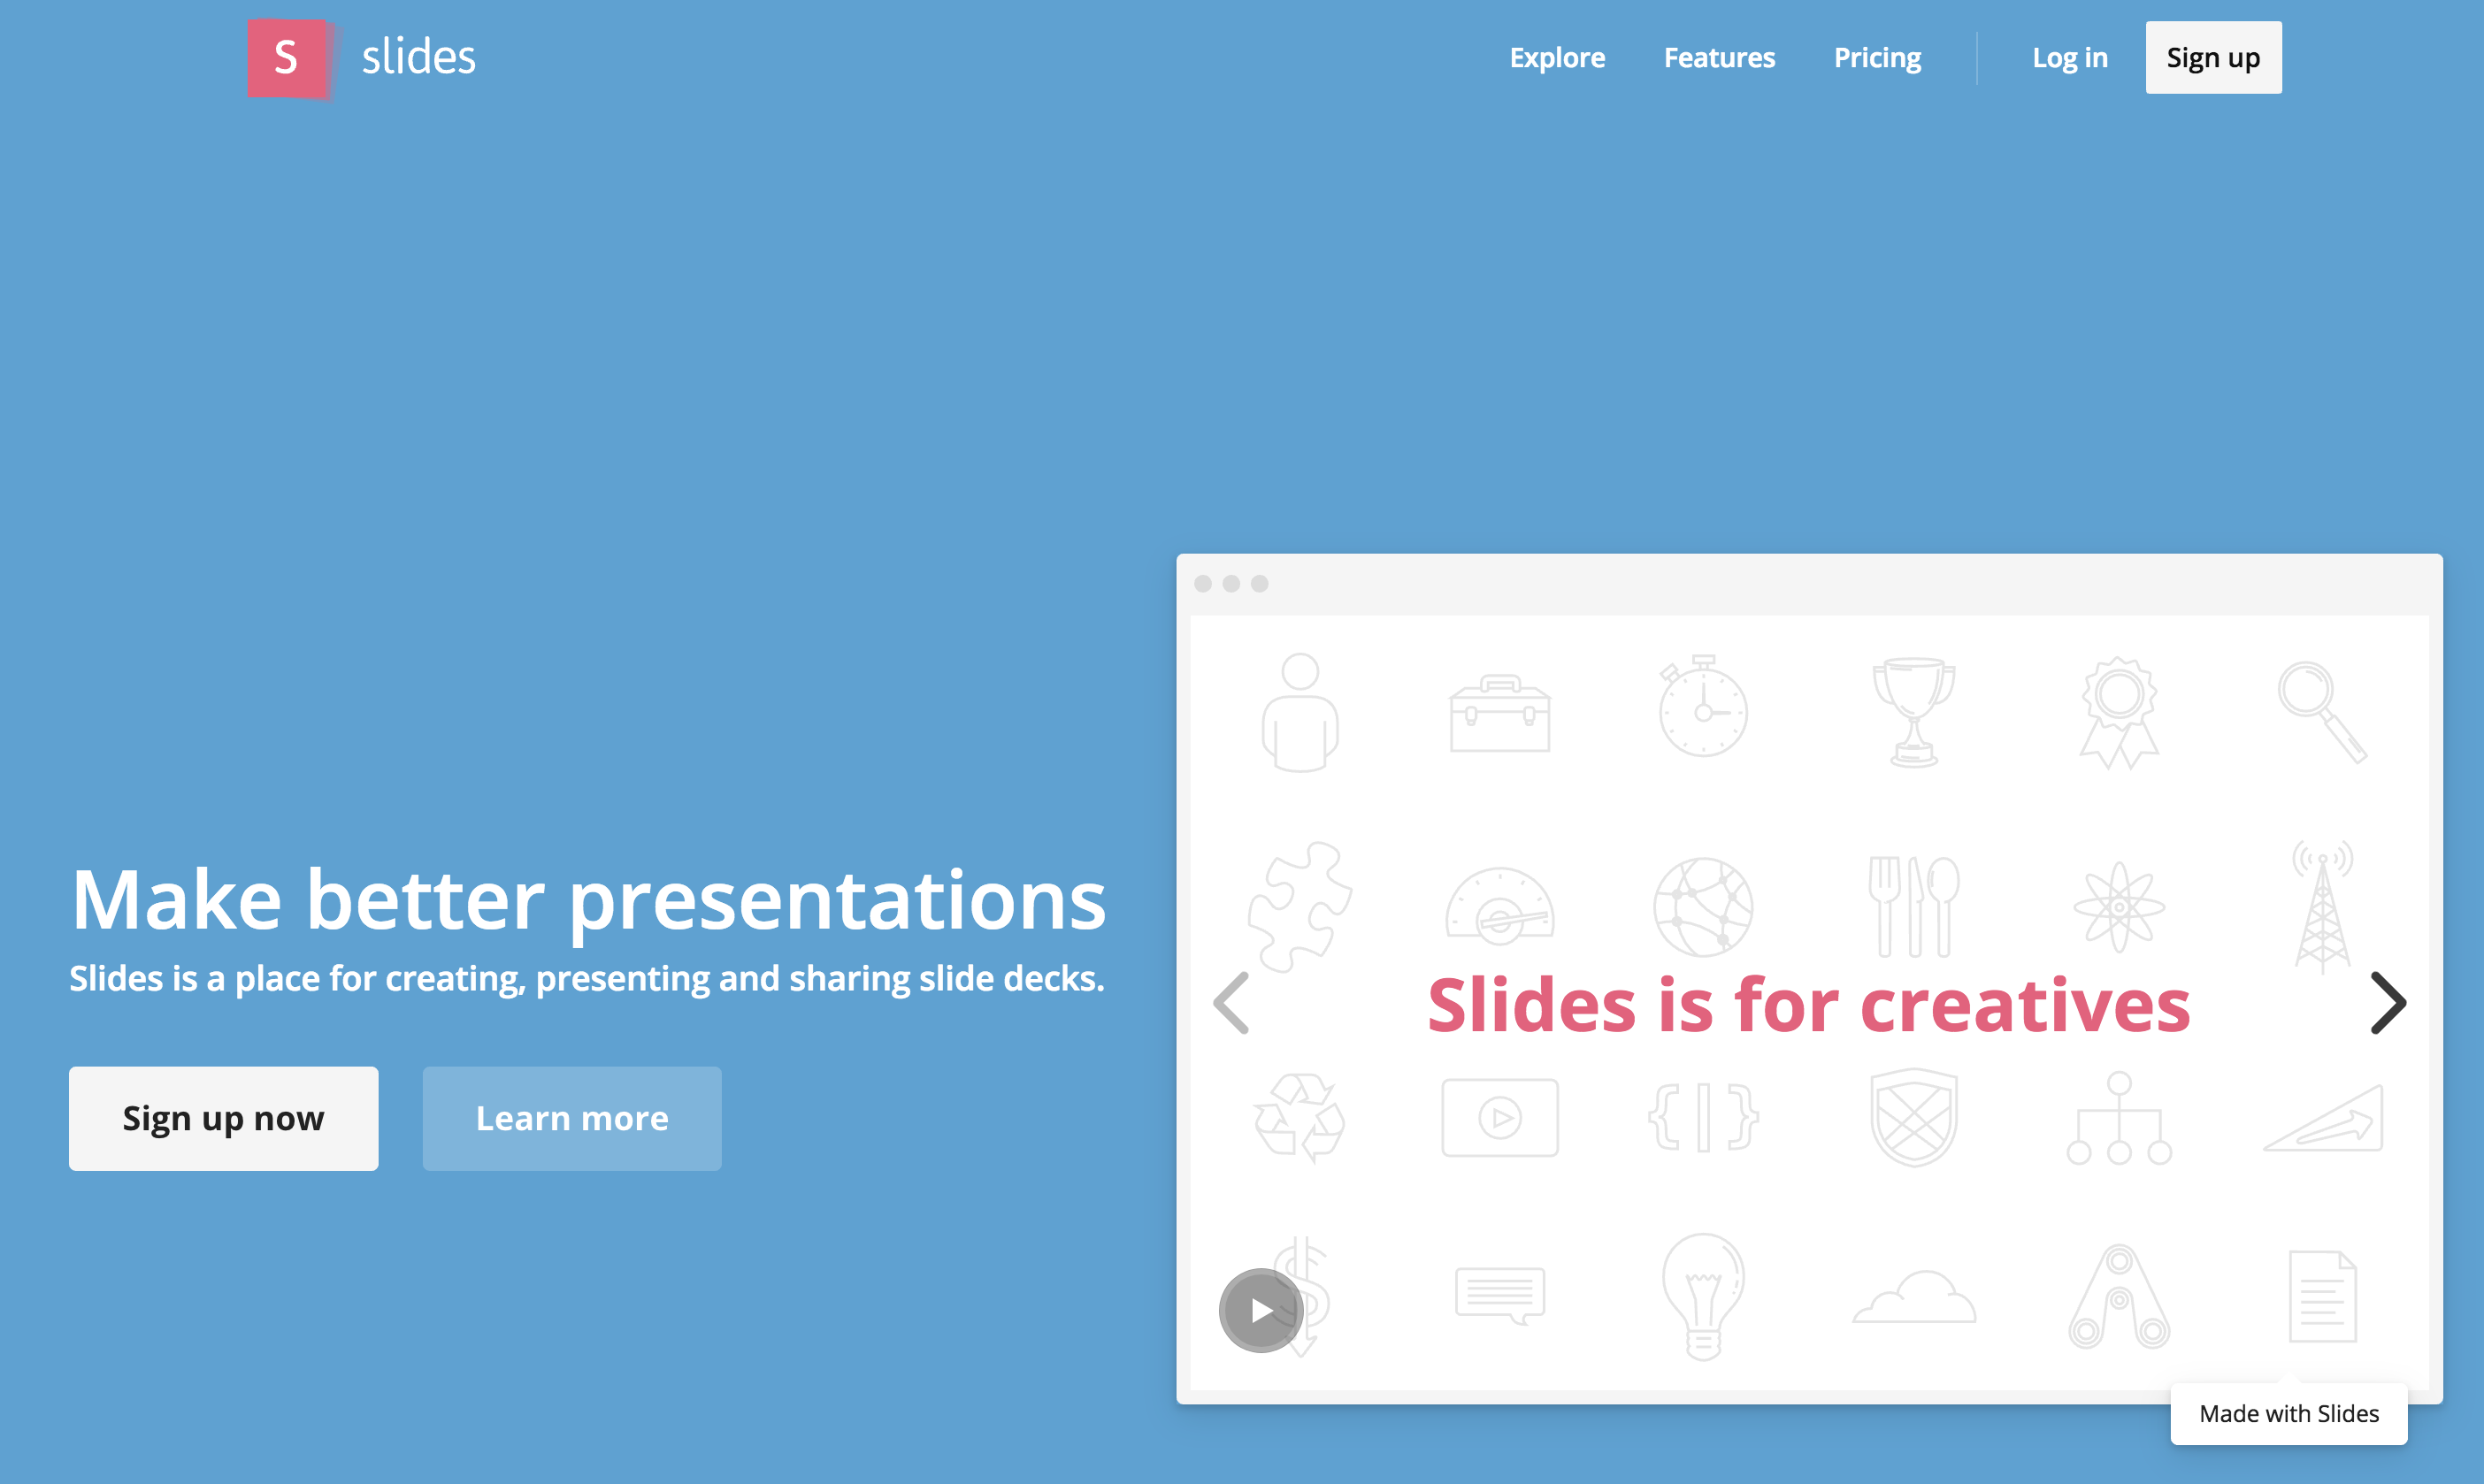 S slides
Explore Features Pricing Log in Sign up
Make better presentations
Slides is a place for creating, presenting and sharing slide decks.
Sign up now Learn more
Slides is for creatives
Made with Slides